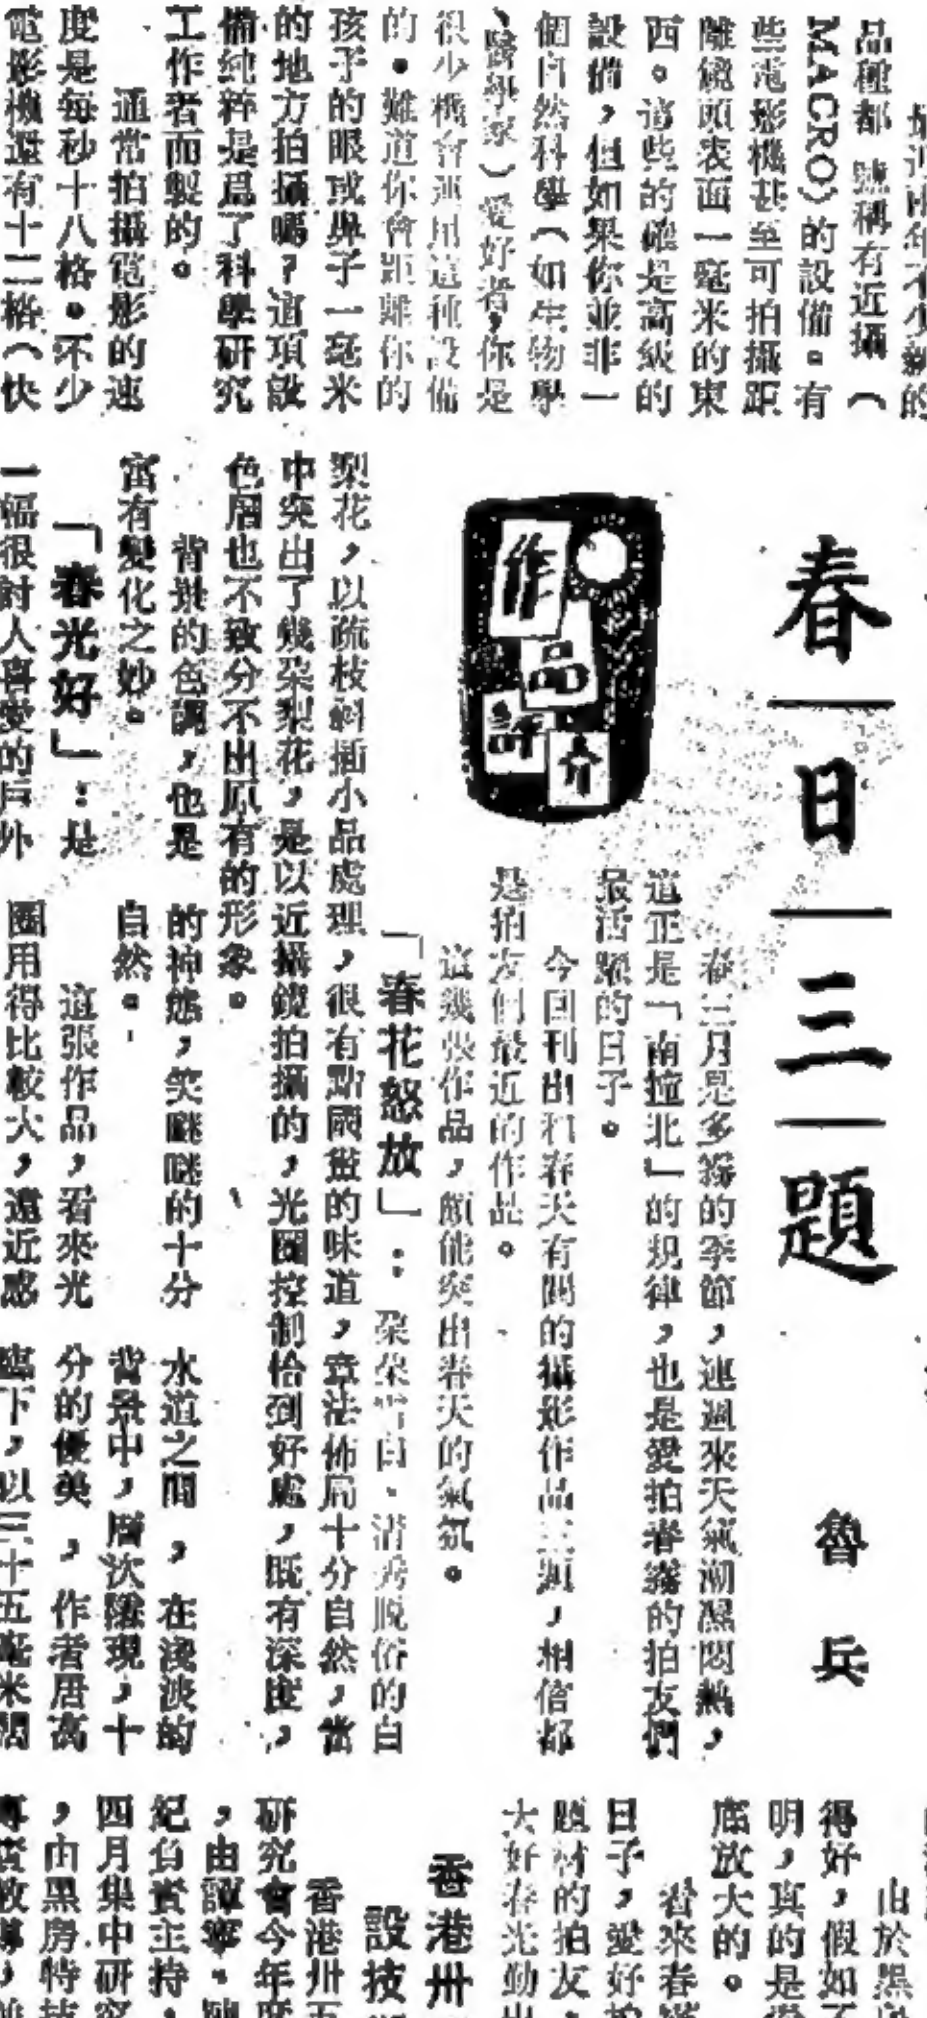 品種都號稱有近攝（
MACRO）的設備。有
些電影機甚至可拍攝距
離鏡頭表面一毫米的東
西。這些的確是高級的
設備，但如果你並非一
個自然科學（如生物學
、醫學家）愛好者，你是
很少機會運用這種設備
的。難道你會距離你的
孩子的眼或鼻子一毫米
的地方拍攝嗎？這項設
備純粹是爲了科學研究
工作者而製的。
通常拍攝電影的速
度是每秒十八格。不少
電影機還有十二格（快
春日三題
魯兵
作品評介
春三月是多霧的季節，連週來天氣潮濕悶熱，
道正是「南撞北」的規律，也是愛拍春霧的拍友們
最活躍的日子。
今回刊出和春天有關的攝影作品三題，相信都
是拍友們最近的作品。
這幾張作品，頗能突出春天的氣氛。
「春花怒放」：朵朵雪白、清秀脫俗的白
梨花，以疏枝斜插小品處理，很有點國畫的味道，章法佈局十分自然，當
中突出了幾朵梨花，是以近攝鏡拍攝的，光圈控制恰到好處，既有深度，
色層也不致分不出原有的形象。
背景的色調，也是
富有變化之妙。
「春光好」：是
一幅很討人喜愛的戶外
的神態，笑瞇瞇的十分
自然。
這張作品，看來光
圈用得比較大，遠近感
水道之間，在淺淡的
背景中，層次隱現，十
分的優美，作者居高
臨下，以三十五毫米闊
由於黑
得好，假如不
明，真的是
底放大的。
看來春
日子，愛好拍
題材的拍友，
大好春光勤出
香港卅
設技
香港卅五
研究會今年度
，由譚
紀負責主持，
四月集中研究
，由黑房特技